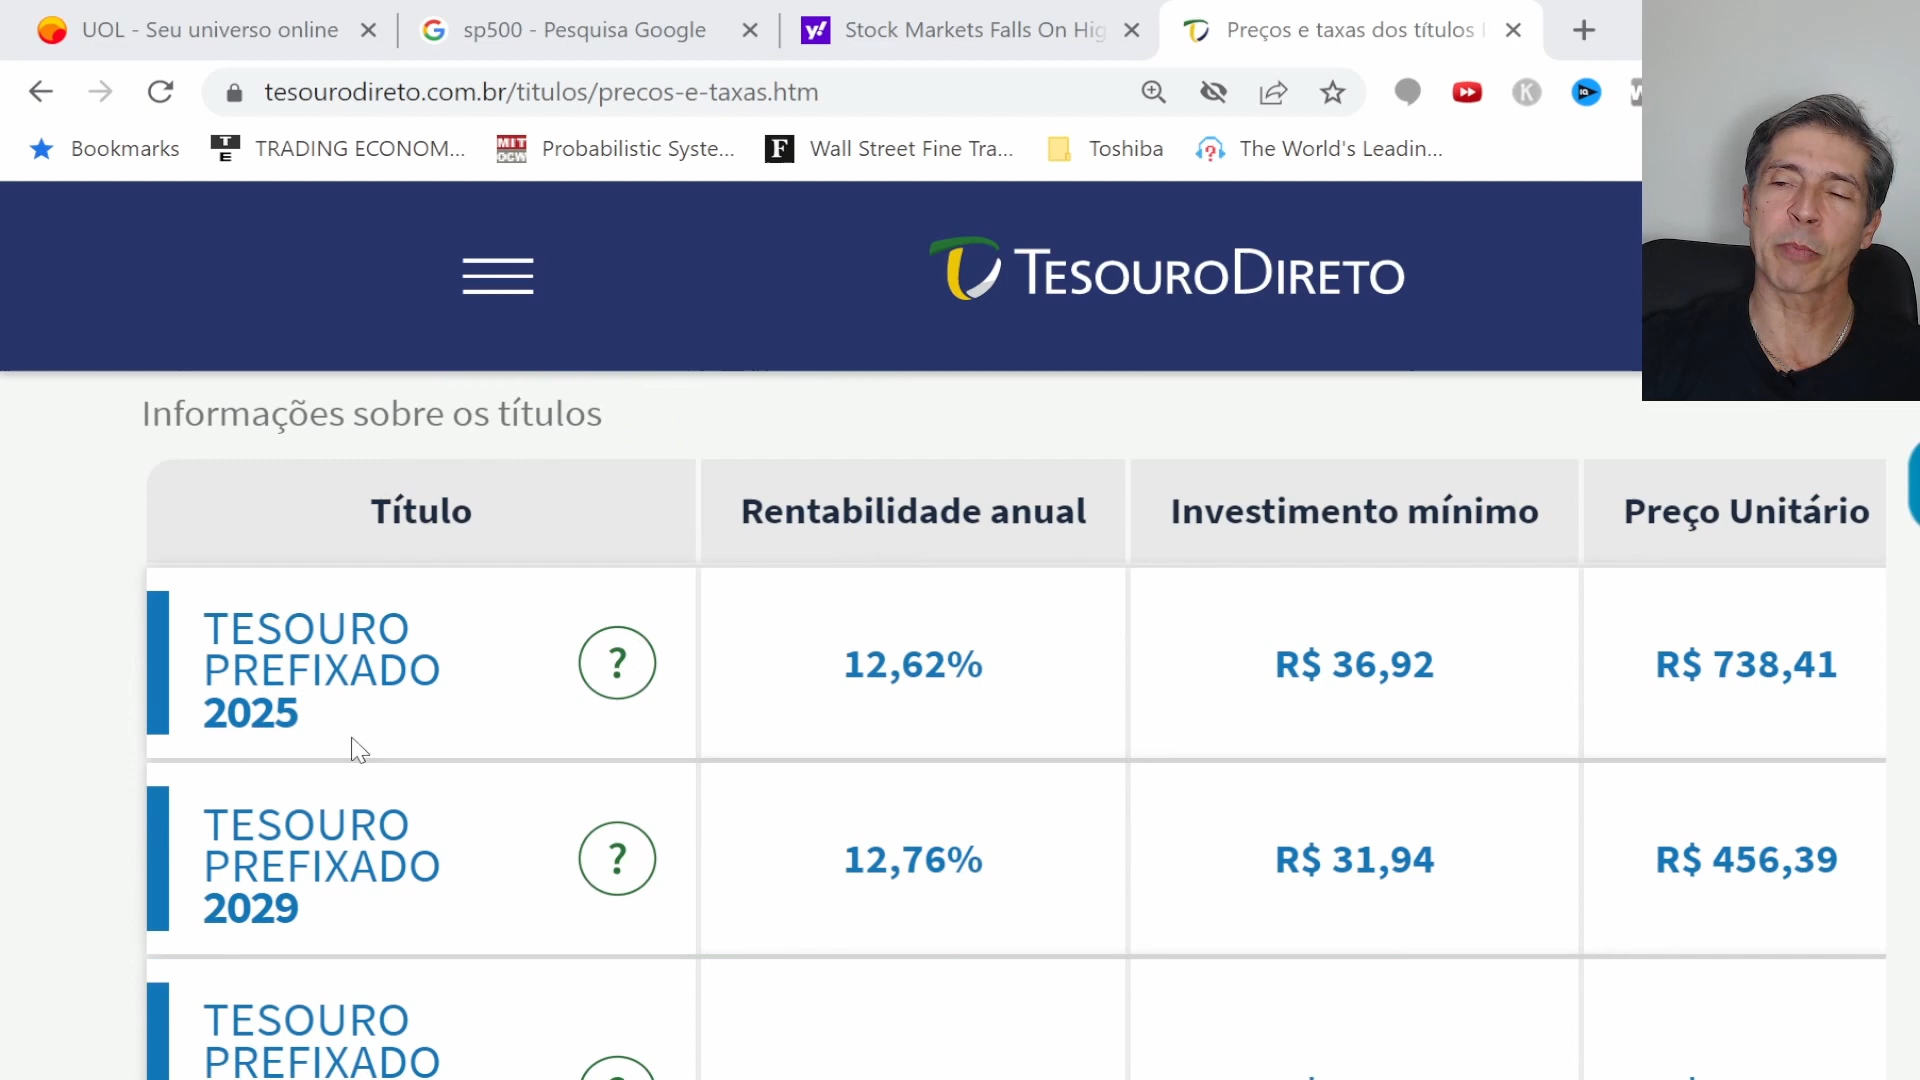 UOL - Seu universo online
sp500 - Pesquisa Google
Stock Markets Falls On Hig
Preços e taxas dos títulos
tesourodireto.com.br/titulos/precos-e-taxas.htm
Bookmarks
TE
TRADING ECONOM...
MIT OCW
Probabilistic Syste...
F
Wall Street Fine Tra...
Toshiba
The World's Leadin...
TESOURODIRETO
Informações sobre os títulos
Título
Rentabilidade anual
Investimento mínimo
Preço Unitário
TESOURO
PREFIXADO
2025
?
12,62%
R$ 36,92
R$ 738,41
TESOURO
PREFIXADO
2029
?
12,76%
R$ 31,94
R$ 456,39
TESOURO
PREFIXADO